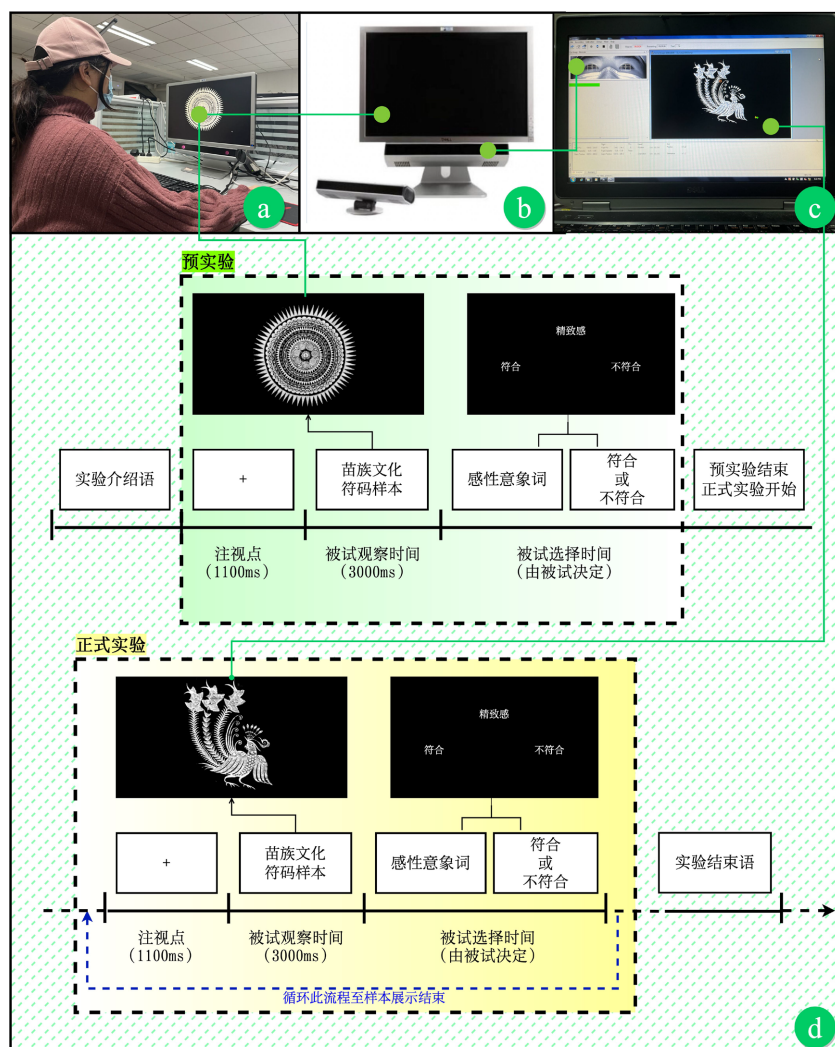 a
b
c
预实验
精致感
符合
不符合
实验介绍语
+
苗族文化
符码样本
感性意象词
符合
或
不符合
预实验结束
正式实验开始
注视点
(1100ms)
被试观察时间
(3000ms)
被试选择时间
(由被试决定)
正式实验
精致感
符合
不符合
+
苗族文化
符码样本
感性意象词
符合
或
不符合
实验结束语
注视点
(1100ms)
被试观察时间
(3000ms)
被试选择时间
(由被试决定)
循环此流程至样本展示结束
d